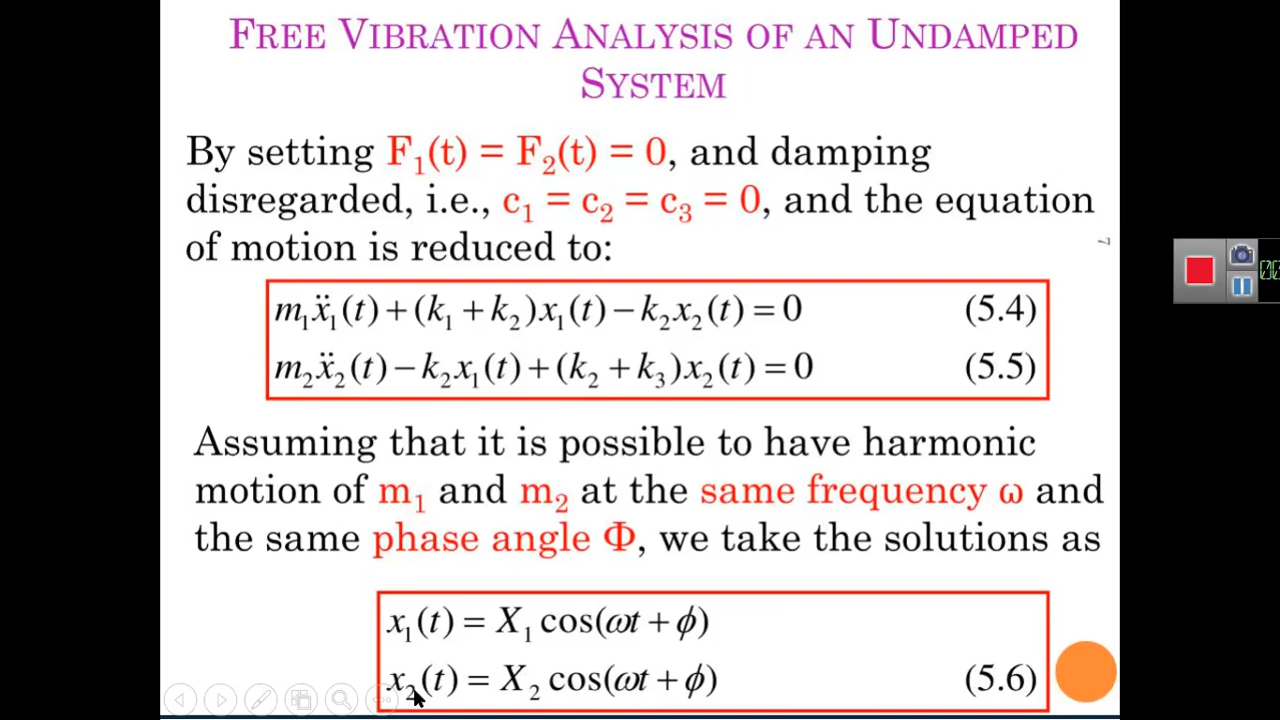 FREE VIBRATION ANALYSIS OF AN UNDAMPED
SYSTEM
By setting F₁(t) = F₂(t) = 0, and damping
disregarded, i.e., c₁ = c₂ = c₃ = 0, and the equation
of motion is reduced to:
7
m₁ẍ₁(t) + (k₁ + k₂)x₁(t) − k₂x₂(t) = 0 (5.4)
m₂ẍ₂(t) − k₂x₁(t) + (k₂ + k₃)x₂(t) = 0 (5.5)
Assuming that it is possible to have harmonic
motion of m₁ and m₂ at the same frequency ω and
the same phase angle Φ, we take the solutions as
x₁(t) = X₁ cos(ωt + ϕ)
x₂(t) = X₂ cos(ωt + ϕ) (5.6)